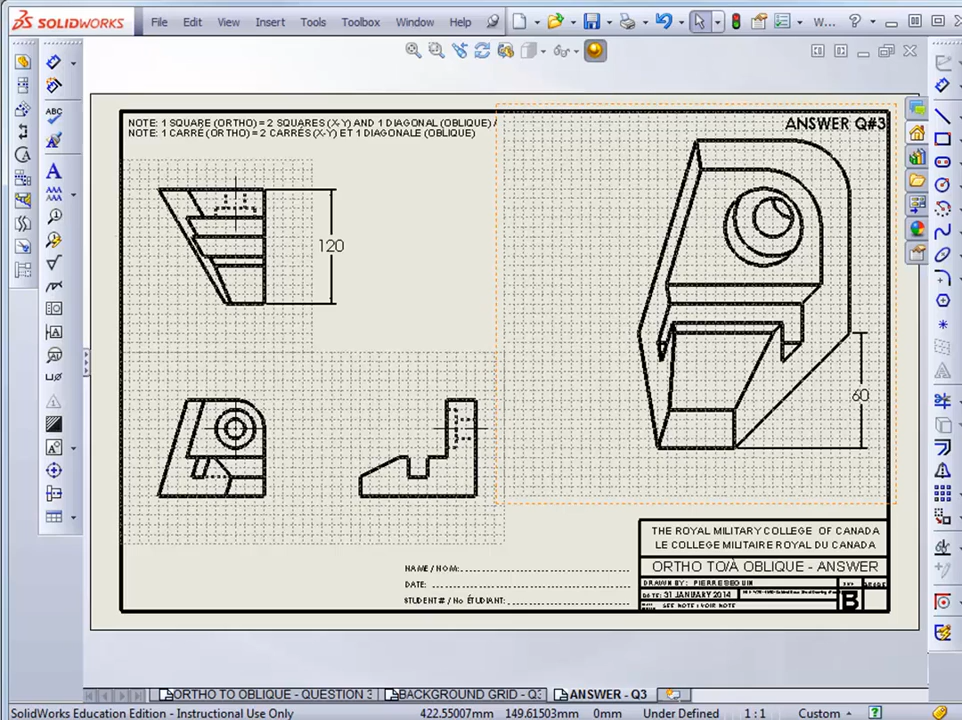 SOLIDWORKS File Edit View Insert Tools Toolbox Window Help W...
NOTE: 1 SQUARE (ORTHO) = 2 SQUARES (X-Y) AND 1 DIAGONAL (OBLIQUE) /
NOTE: 1 CARRÉ (ORTHO) = 2 CARRÉS (X-Y) ET 1 DIAGONALE (OBLIQUE)
ANSWER Q#3
120
60
THE ROYAL MILITARY COLLEGE OF CANADA
LE COLLEGE MILITAIRE ROYAL DU CANADA
ORTHO TO/À OBLIQUE - ANSWER
NAME / NOM:
DATE:
STUDENT # / No ÉTUDIANT:
DRAWN BY: PIERRE SEGUIN
DATE: 31 JANUARY 2014
SEE NOTE : VOIR NOTE
B
ORTHO TO OBLIQUE - QUESTION 3 BACKGROUND GRID - Q3 ANSWER - Q3
SolidWorks Education Edition - Instructional Use Only 422.55007mm 149.61503mm 0mm Under Defined 1 : 1 Custom